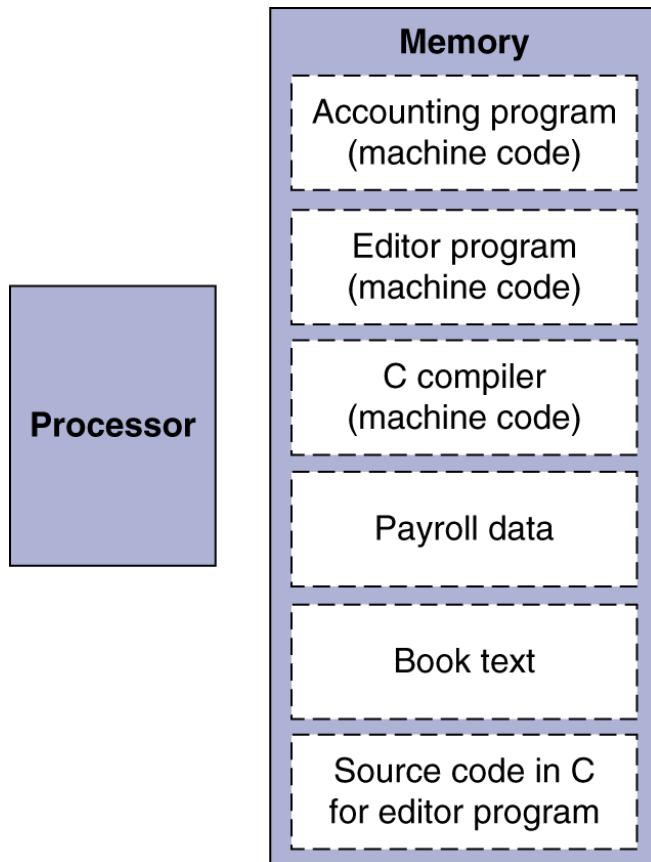 Memory
Accounting program
(machine code)
Editor program
(machine code)
C compiler
(machine code)
Processor
Payroll data
Book text
Source code in C
for editor program